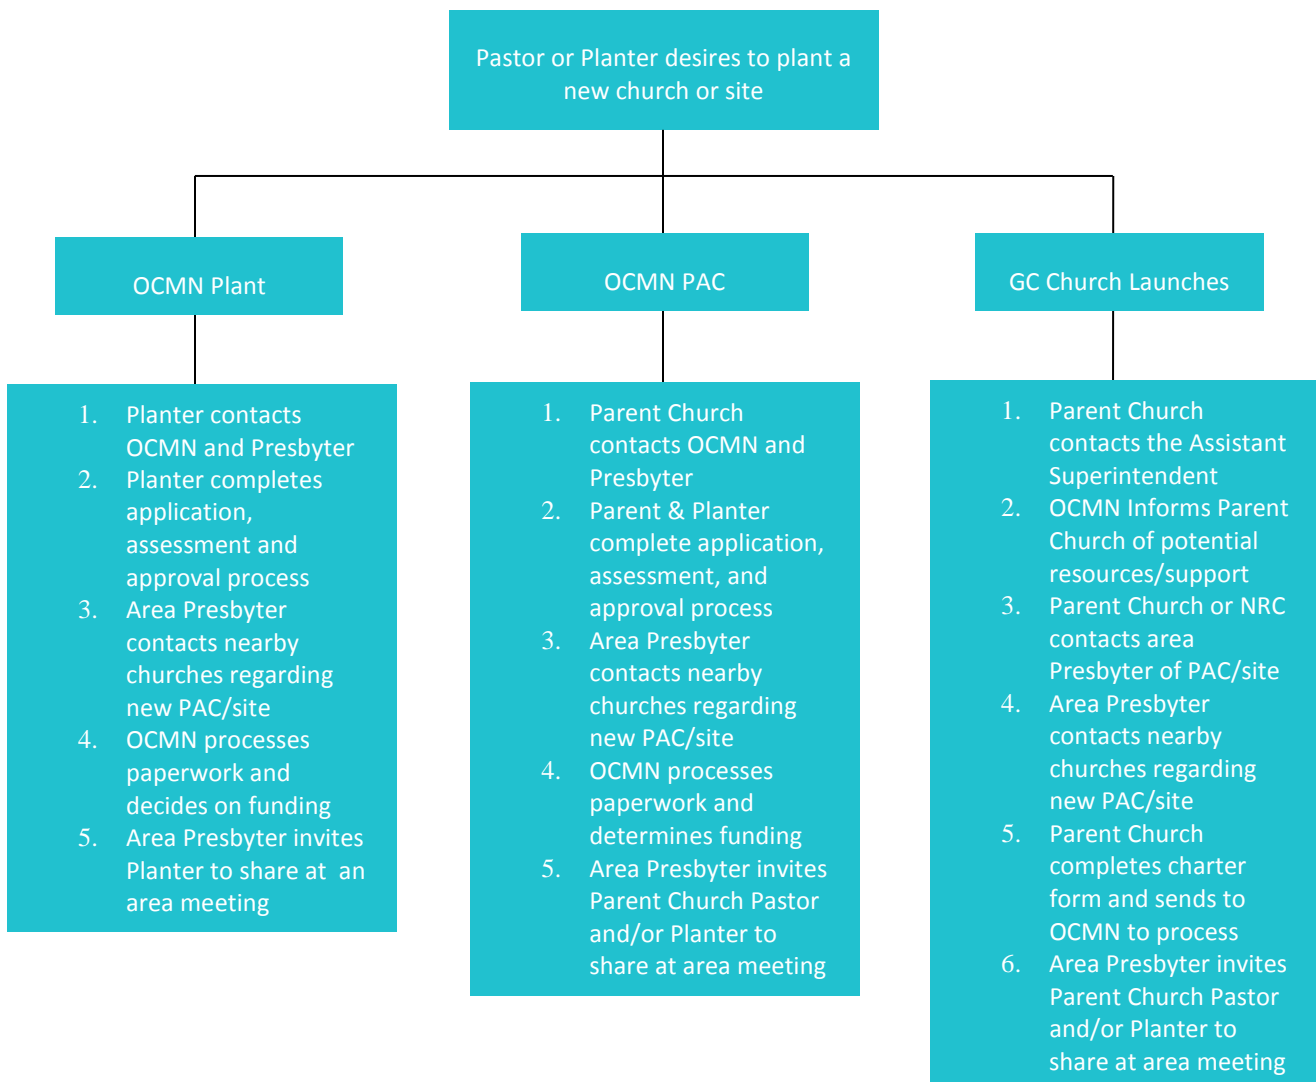 Pastor or Planter desires to plant a
new church or site
OCMN Plant
OCMN PAC
GC Church Launches
1. Planter contacts
OCMN and Presbyter
2. Planter completes
application,
assessment and
approval process
3. Area Presbyter
contacts nearby
churches regarding
new PAC/site
4. OCMN processes
paperwork and
decides on funding
5. Area Presbyter invites
Planter to share at an
area meeting
1. Parent Church
contacts OCMN and
Presbyter
2. Parent & Planter
complete application,
assessment, and
approval process
3. Area Presbyter
contacts nearby
churches regarding
new PAC/site
4. OCMN processes
paperwork and
determines funding
5. Area Presbyter invites
Parent Church Pastor
and/or Planter to
share at area meeting
1. Parent Church
contacts the Assistant
Superintendent
2. OCMN Informs Parent
Church of potential
resources/support
3. Parent Church or NRC
contacts area
Presbyter of PAC/site
4. Area Presbyter
contacts nearby
churches regarding
new PAC/site
5. Parent Church
completes charter
form and sends to
OCMN to process
6. Area Presbyter invites
Parent Church Pastor
and/or Planter to
share at area meeting